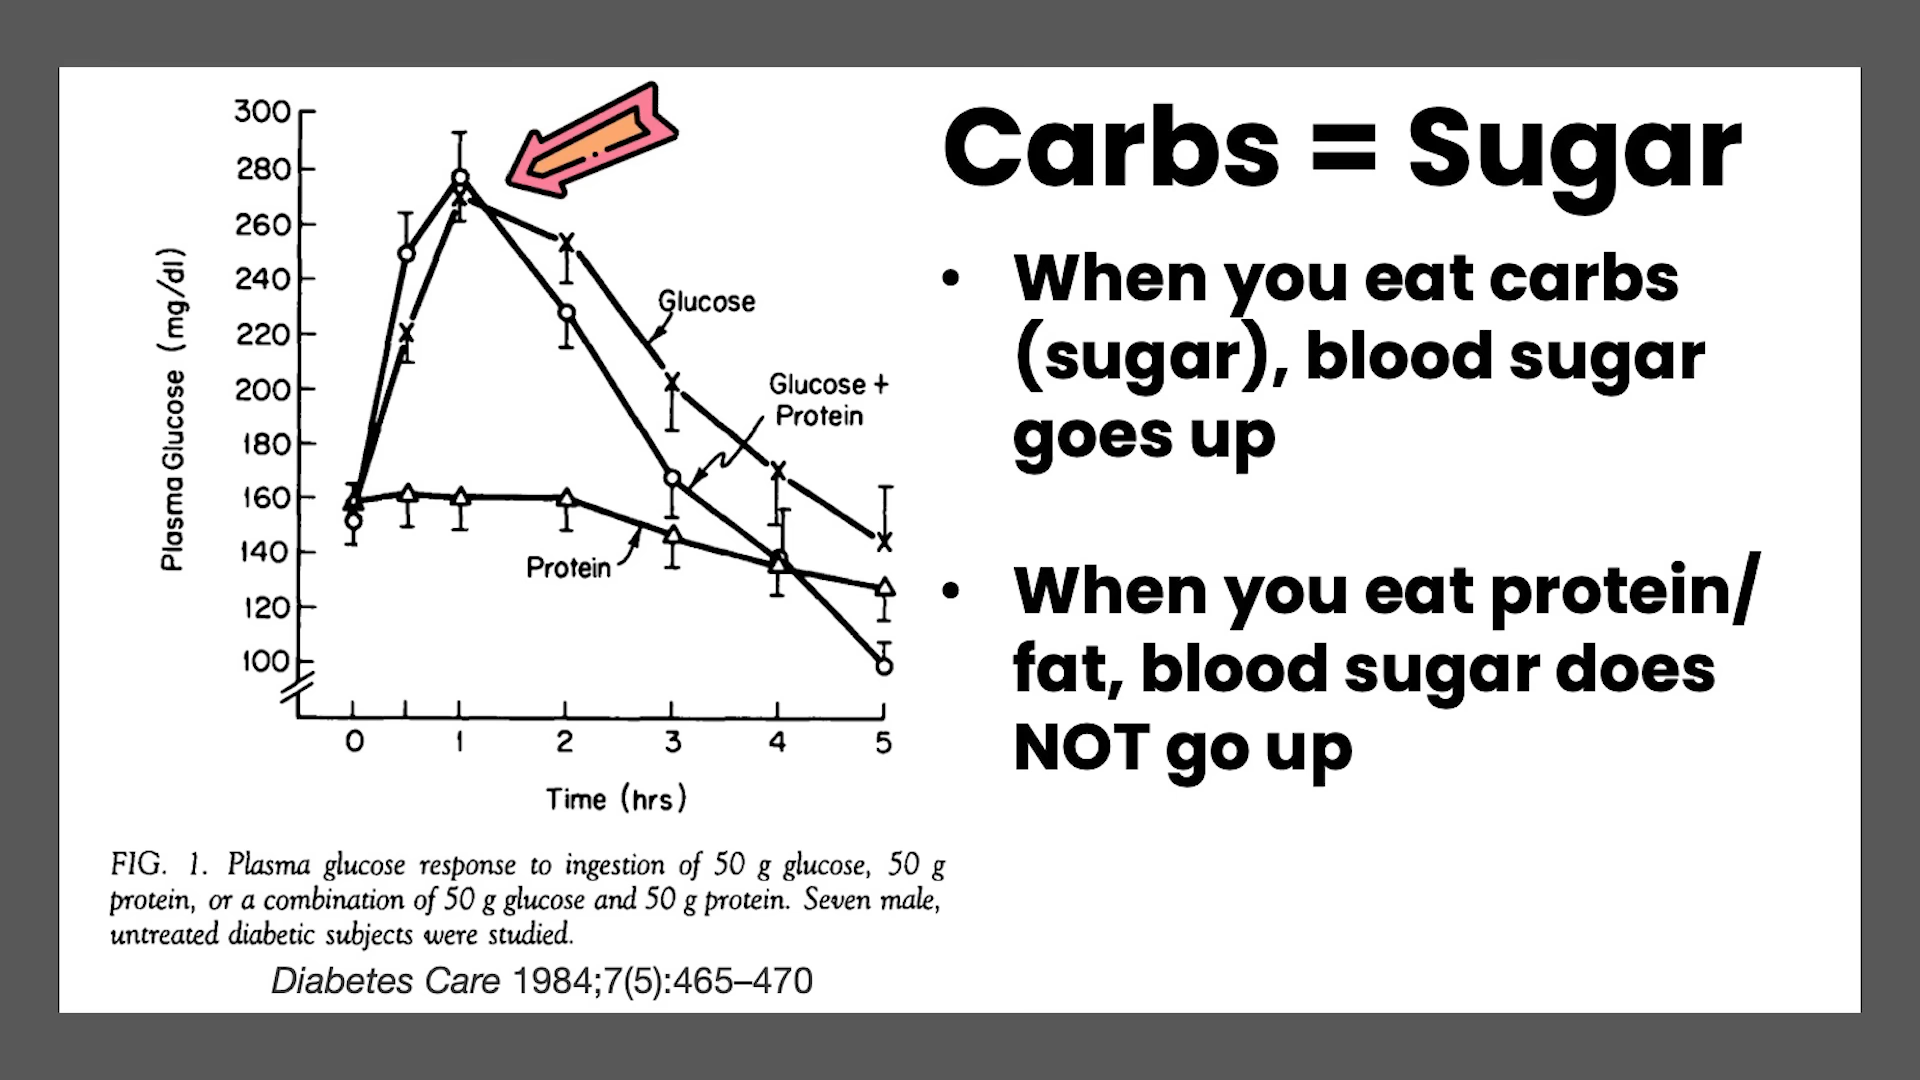 300
280
260
240
220
200
180
160
140
120
100
Plasma Glucose (mg/dl)
Glucose
Glucose +
Protein
Protein
0 1 2 3 4 5
Time (hrs)
FIG. 1. Plasma glucose response to ingestion of 50 g glucose, 50 g
protein, or a combination of 50 g glucose and 50 g protein. Seven male,
untreated diabetic subjects were studied.
Diabetes Care 1984;7(5):465–470
Carbs = Sugar
• When you eat carbs
(sugar), blood sugar
goes up
• When you eat protein/
fat, blood sugar does
NOT go up